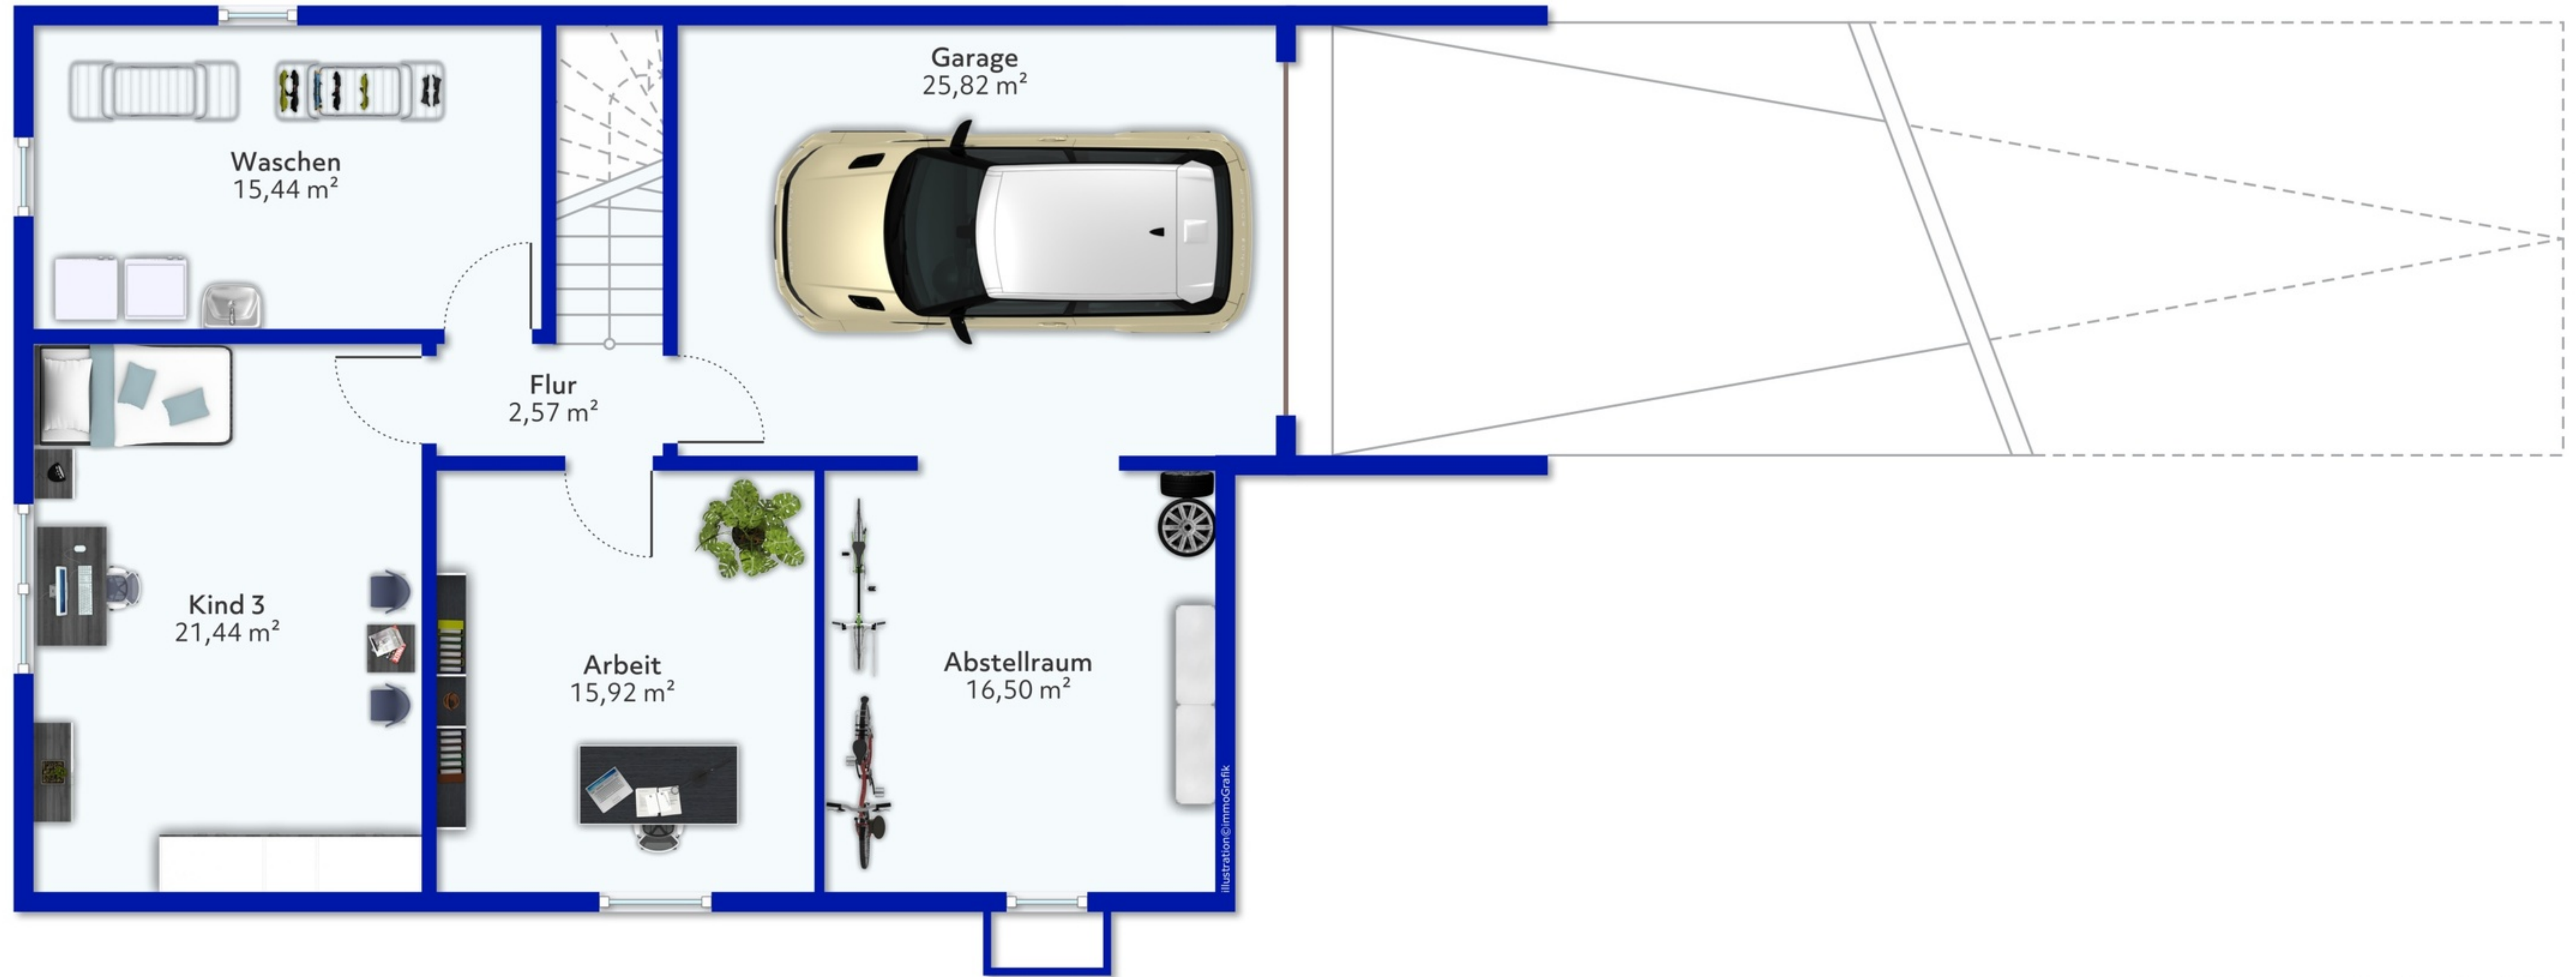 Garage
25,82 m²
Waschen
15,44 m²
Flur
2,57 m²
Kind 3
21,44 m²
Arbeit
15,92 m²
Abstellraum
16,50 m²
illustration©immoGrafik